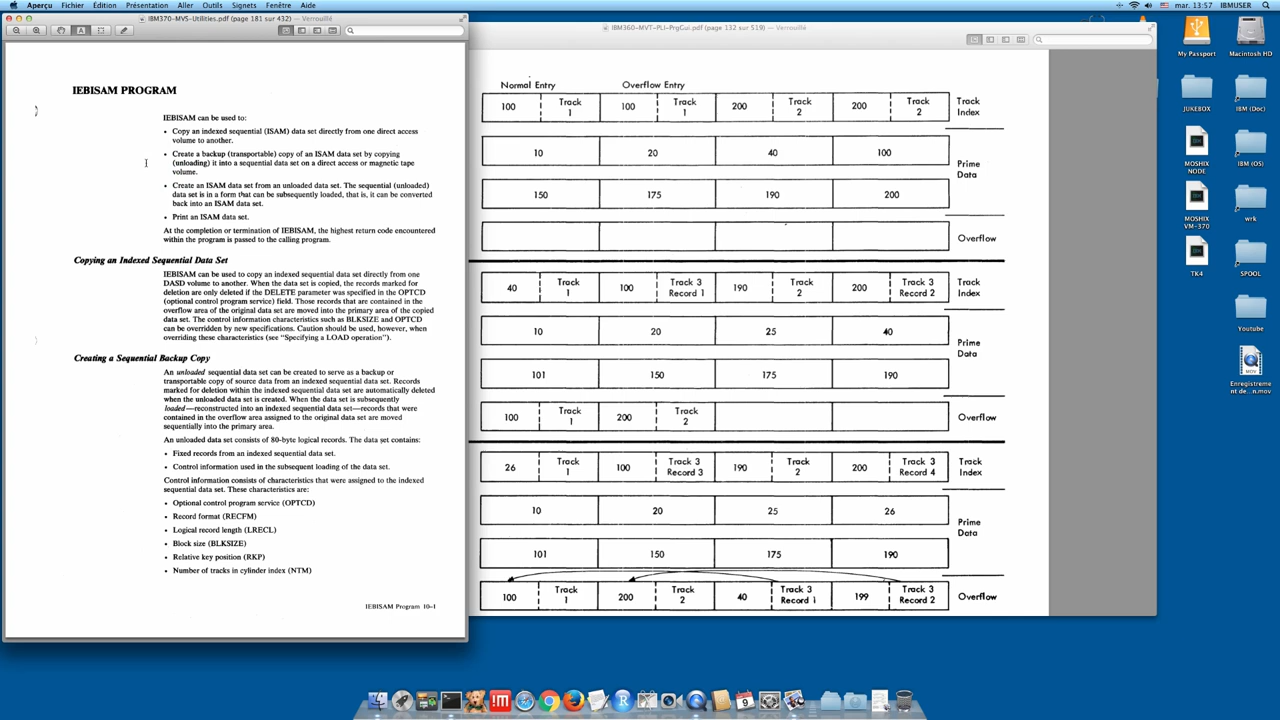 Aperçu Fichier Édition Présentation Aller Outils Signets Fenêtre Aide
mar. 13:57 IBMUSER
IBM370-MVS-Utilities.pdf (page 181 sur 432) — Verrouillé
IBM360-MVT-PLI-PrgGui.pdf (page 132 sur 519) — Verrouillé
IEBISAM PROGRAM
IEBISAM can be used to:
• Copy an indexed sequential (ISAM) data set directly from one direct access
volume to another.
• Create a backup (transportable) copy of an ISAM data set by copying
(unloading) it into a sequential data set on a direct access or magnetic tape
volume.
• Create an ISAM data set from an unloaded data set. The sequential (unloaded)
data set is in a form that can be subsequently loaded, that is, it can be converted
back into an ISAM data set.
• Print an ISAM data set.
At the completion or termination of IEBISAM, the highest return code encountered
within the program is passed to the calling program.
Copying an Indexed Sequential Data Set
IEBISAM can be used to copy an indexed sequential data set directly from one
DASD volume to another. When the data set is copied, the records marked for
deletion are only deleted if the DELETE parameter was specified in the OPTCD
(optional control program service) field. Those records that are contained in the
overflow area of the original data set are moved into the primary area of the copied
data set. The control information characteristics such as BLKSIZE and OPTCD
can be overridden by new specifications. Caution should be used, however, when
overriding these characteristics (see "Specifying a LOAD operation").
Creating a Sequential Backup Copy
An unloaded sequential data set can be created to serve as a backup or
transportable copy of source data from an indexed sequential data set. Records
marked for deletion within the indexed sequential data set are automatically deleted
when the unloaded data set is created. When the data set is subsequently
loaded—reconstructed into an indexed sequential data set—records that were
contained in the overflow area assigned to the original data set are moved
sequentially into the primary area.
An unloaded data set consists of 80-byte logical records. The data set contains:
• Fixed records from an indexed sequential data set.
• Control information used in the subsequent loading of the data set.
Control information consists of characteristics that were assigned to the indexed
sequential data set. These characteristics are:
• Optional control program service (OPTCD)
• Record format (RECFM)
• Logical record length (LRECL)
• Block size (BLKSIZE)
• Relative key position (RKP)
• Number of tracks in cylinder index (NTM)
IEBISAM Program 10-1
Normal Entry Overflow Entry
100 Track 1 100 Track 1 200 Track 2 200 Track 2 Track Index
10 20 40 100
Prime Data
150 175 190 200
Overflow
40 Track 1 100 Track 3 Record 1 190 Track 2 200 Track 3 Record 2 Track Index
10 20 25 40
Prime Data
101 150 175 190
100 Track 1 200 Track 2 Overflow
26 Track 1 100 Track 3 Record 3 190 Track 2 200 Track 3 Record 4 Track Index
10 20 25 26
Prime Data
101 150 175 190
100 Track 1 200 Track 2 40 Track 3 Record 1 199 Track 3 Record 2 Overflow
My Passport Macintosh HD
JUKEBOX IBM (Doc)
MOSHIX NODE IBM (OS)
MOSHIX VM-370 wrk
TK4 SPOOL
Youtube
MOV
Enregistreme
nt de...n.mov
9